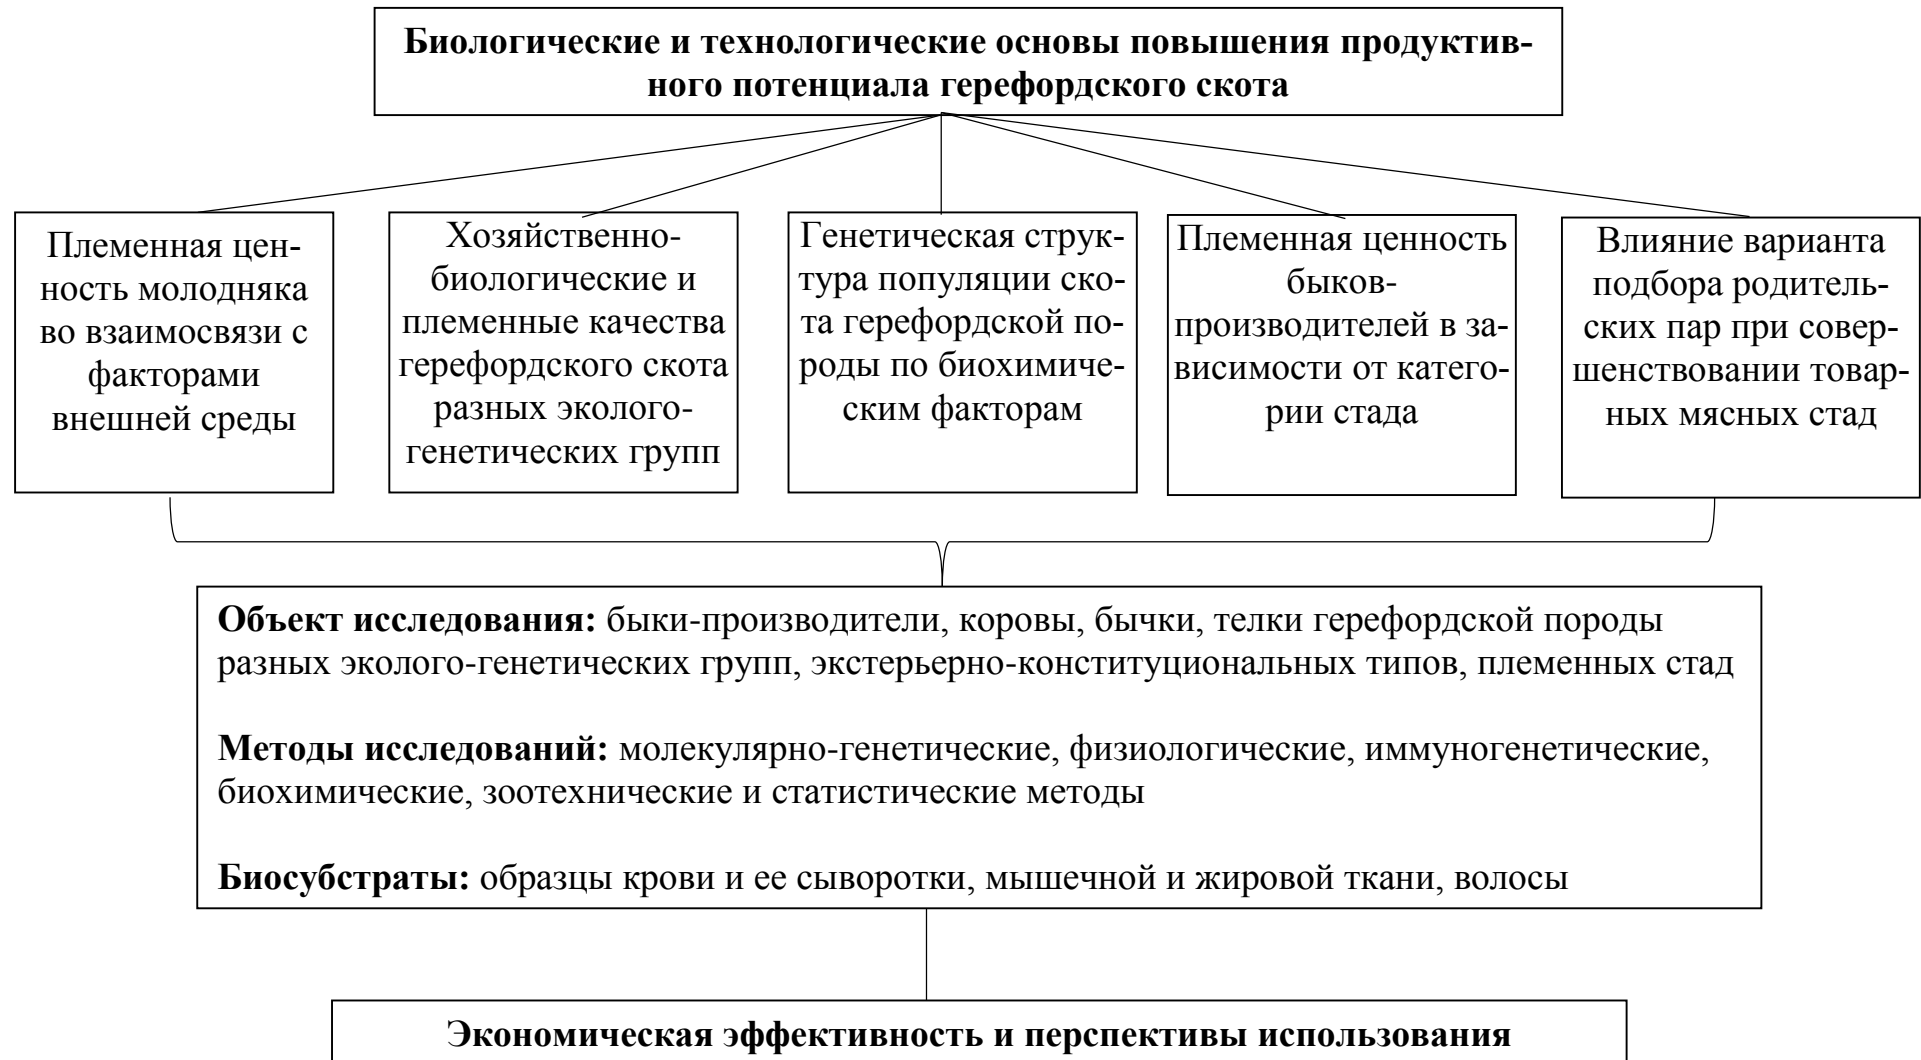 Биологические и технологические основы повышения продуктив-
ного потенциала герефордского скота
Племенная цен-
ность молодняка
во взаимосвязи с
факторами
внешней среды
Хозяйственно-
биологические и
племенные качества
герефордского скота
разных эколого-
генетических групп
Генетическая струк-
тура популяции ско-
та герефордской по-
роды по биохимиче-
ским факторам
Племенная ценность
быков-
производителей в за-
висимости от катего-
рии стада
Влияние варианта
подбора родитель-
ских пар при совер-
шенствовании товар-
ных мясных стад
Объект исследования: быки-производители, коровы, бычки, телки герефордской породы
разных эколого-генетических групп, экстерьерно-конституциональных типов, племенных стад
Методы исследований: молекулярно-генетические, физиологические, иммуногенетические,
биохимические, зоотехнические и статистические методы
Биосубстраты: образцы крови и ее сыворотки, мышечной и жировой ткани, волосы
Экономическая эффективность и перспективы использования